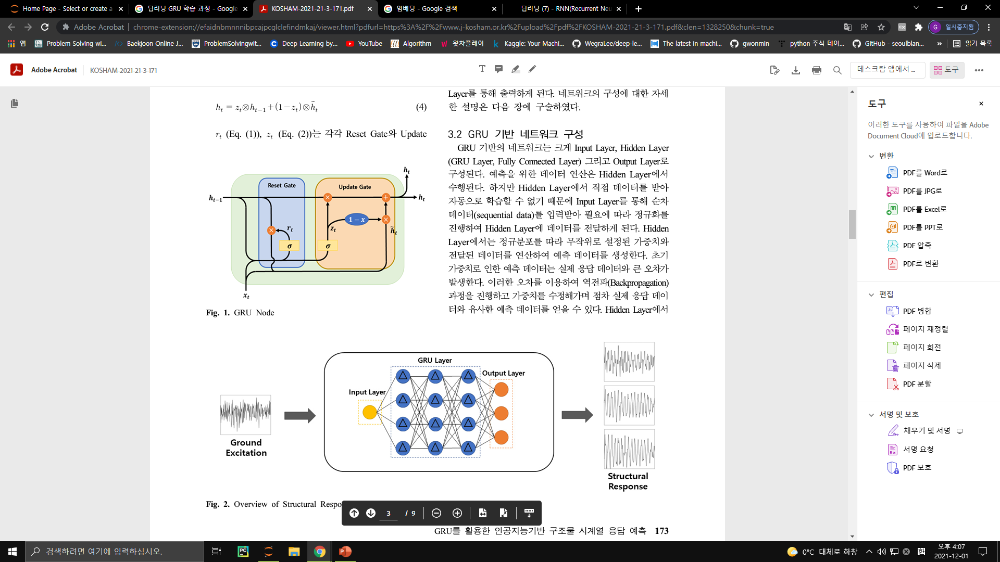 Home Page - Select or create a
딥러닝 GRU 학습 과정 - Google
KOSHAM-2021-21-3-171.pdf
임베딩 - Google 검색
딥러닝 (7) - RNN(Recurrent Neu
Adobe Acrobat
chrome-extension://efaidnbmnnnibpcajpcglclefindmkaj/viewer.html?pdfurl=https%3A%2F%2Fwww.j-kosham.or.kr%2Fupload%2Fpdf%2FKOSHAM-2021-21-3-171.pdf&clen=1328250&chunk=true
G 일시중지됨
앱
Problem Solving wi...
Baekjoon Online J...
ProblemSolvingwit...
Deep Learning by...
YouTube
Algorithm
왓챠플레이
Kaggle: Your Machi...
WegraLee/deep-le...
The latest in machi...
gwonmin
python 주식 데이...
GitHub - seoulblan...
»
읽기 목록
Adobe Acrobat
KOSHAM-2021-21-3-171
데스크탑 앱에서 ...
도구
h_t = z_t⊗h_{t−1}+(1−z_t)⊗h̃_t (4)
r_t (Eq. (1)), z_t (Eq. (2))는 각각 Reset Gate와 Update
Reset Gate
Update Gate
h_{t−1}
h_t
h_t
r_t
z_t
1 − x
h̃_t
σ
σ
x_t
Fig. 1. GRU Node
Layer를 통해 출력하게 된다. 네트워크의 구성에 대한 자세
한 설명은 다음 장에 구술하였다.
3.2 GRU 기반 네트워크 구성
GRU 기반의 네트워크는 크게 Input Layer, Hidden Layer
(GRU Layer, Fully Connected Layer) 그리고 Output Layer로
구성된다. 예측을 위한 데이터 연산은 Hidden Layer에서
수행된다. 하지만 Hidden Layer에서 직접 데이터를 받아
자동으로 학습할 수 없기 때문에 Input Layer를 통해 순차
데이터(sequential data)를 입력받아 필요에 따라 정규화를
진행하여 Hidden Layer에 데이터를 전달하게 된다. Hidden
Layer에서는 정규분포를 따라 무작위로 설정된 가중치와
전달된 데이터를 연산하여 예측 데이터를 생성한다. 초기
가중치로 인한 예측 데이터는 실제 응답 데이터와 큰 오차가
발생한다. 이러한 오차를 이용하여 역전파(Backpropagation)
과정을 진행하고 가중치를 수정해가며 점차 실제 응답 데이
터와 유사한 예측 데이터를 얻을 수 있다. Hidden Layer에서
GRU Layer
Output Layer
Input Layer
Ground
Excitation
Structural
Response
Fig. 2. Overview of Structural Respo
3 / 9
GRU를 활용한 인공지능기반 구조물 시계열 응답 예측 173
도구
이러한 도구를 사용하여 파일을 Adobe
Document Cloud에 업로드합니다.
변환
PDF를 Word로
PDF를 JPG로
PDF를 Excel로
PDF를 PPT로
PDF 압축
PDF로 변환
편집
PDF 병합
페이지 재정렬
페이지 회전
페이지 삭제
PDF 분할
서명 및 보호
채우기 및 서명
서명 요청
PDF 보호
검색하려면 여기에 입력하십시오.
0°C 대체로 화창
한
오후 4:07
2021-12-01